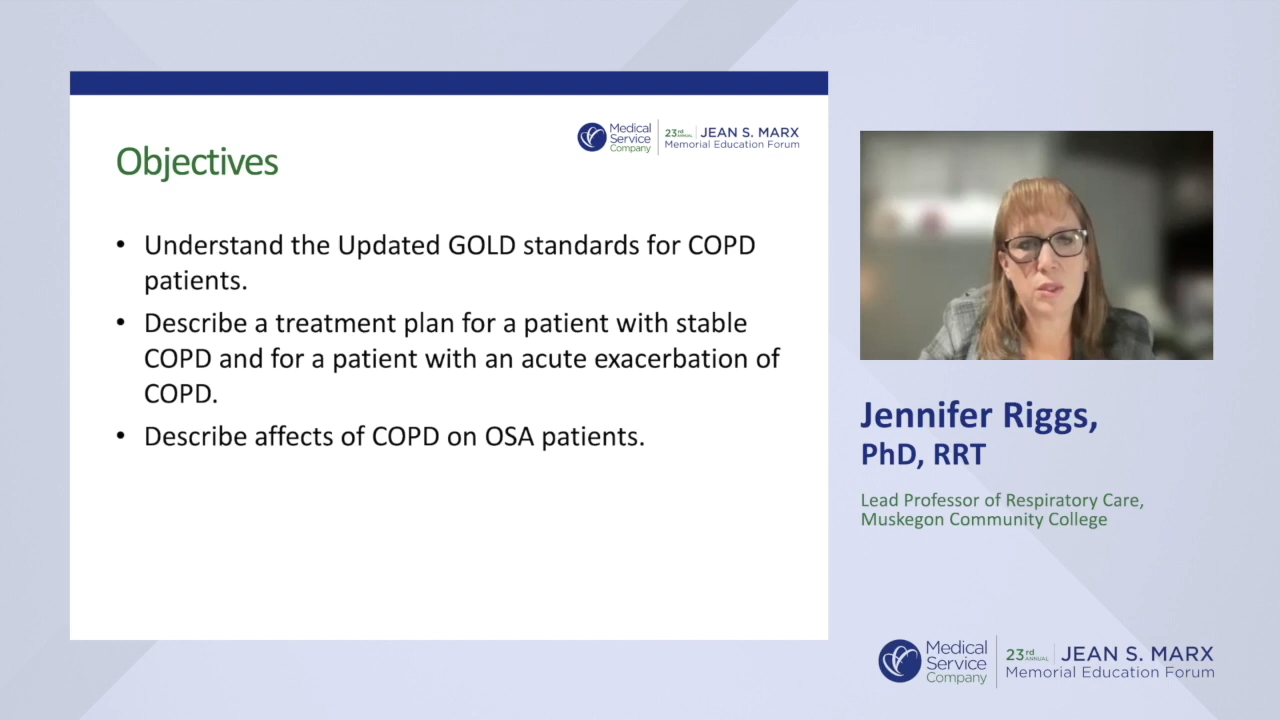 Medical
Service
Company
23rd ANNUAL JEAN S. MARX
Memorial Education Forum
Objectives
• Understand the Updated GOLD standards for COPD
patients.
• Describe a treatment plan for a patient with stable
COPD and for a patient with an acute exacerbation of
COPD.
• Describe affects of COPD on OSA patients.
Jennifer Riggs,
PhD, RRT
Lead Professor of Respiratory Care,
Muskegon Community College
Medical
Service
Company
23rd ANNUAL JEAN S. MARX
Memorial Education Forum